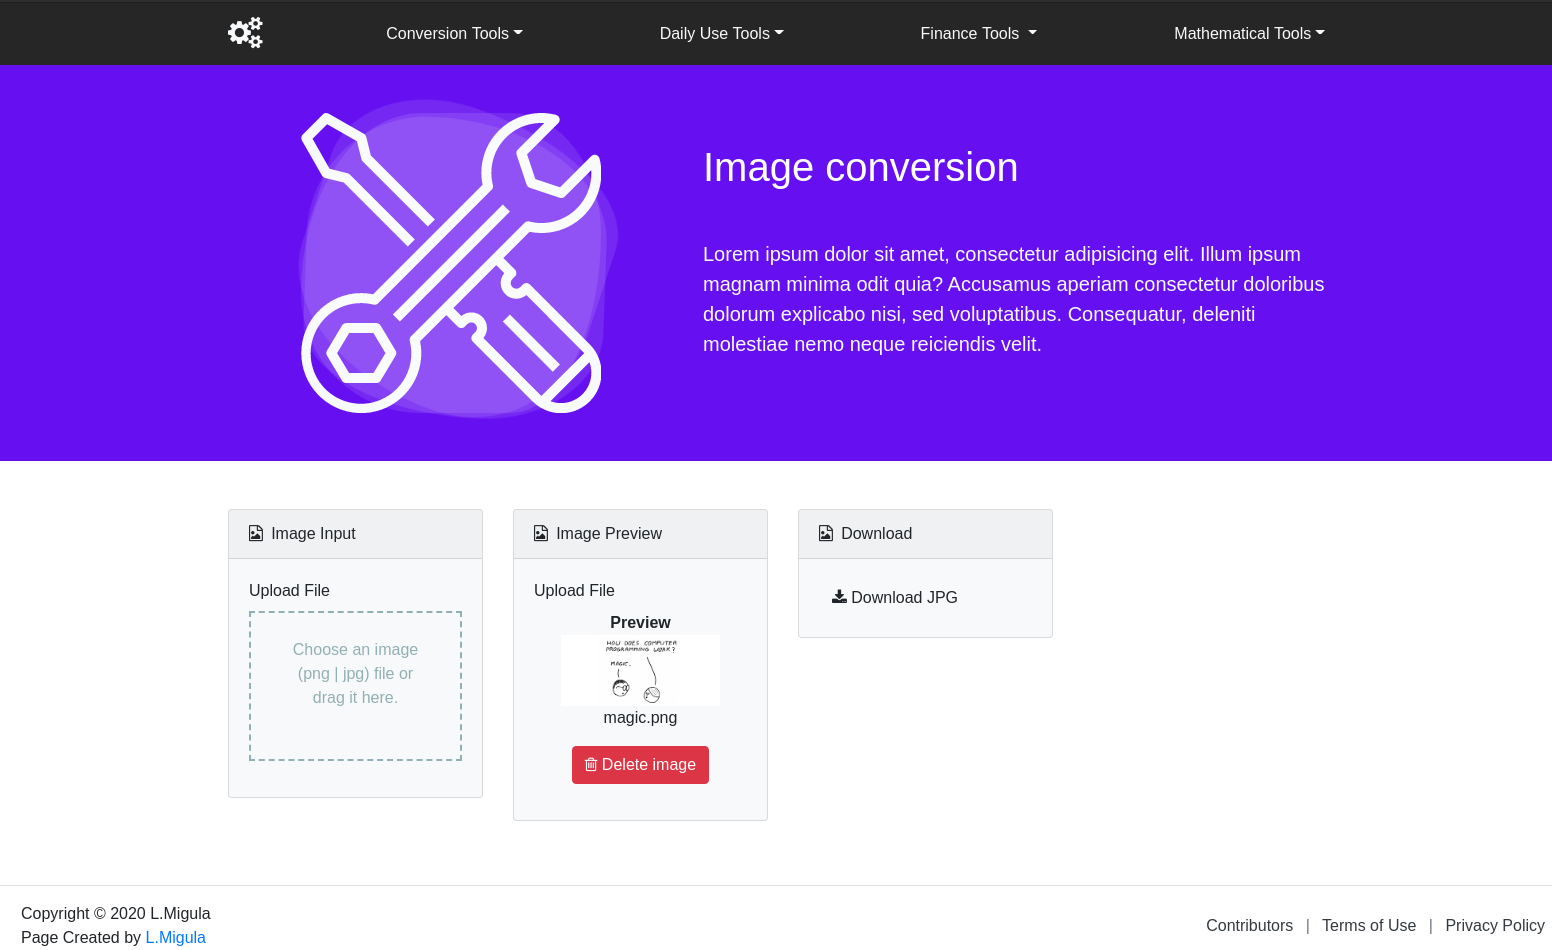 Conversion Tools
Daily Use Tools
Finance Tools
Mathematical Tools
Image conversion
Lorem ipsum dolor sit amet, consectetur adipisicing elit. Illum ipsum
magnam minima odit quia? Accusamus aperiam consectetur doloribus
dolorum explicabo nisi, sed voluptatibus. Consequatur, deleniti
molestiae nemo neque reiciendis velit.
Image Input
Upload File
Choose an image
(png | jpg) file or
drag it here.
Image Preview
Upload File
Preview
HOW DOES COMPUTER
PROGRAMMING WORK?
MAGIC.
magic.png
Delete image
Download
Download JPG
Copyright © 2020 L.Migula
Page Created by L.Migula
Contributors | Terms of Use | Privacy Policy